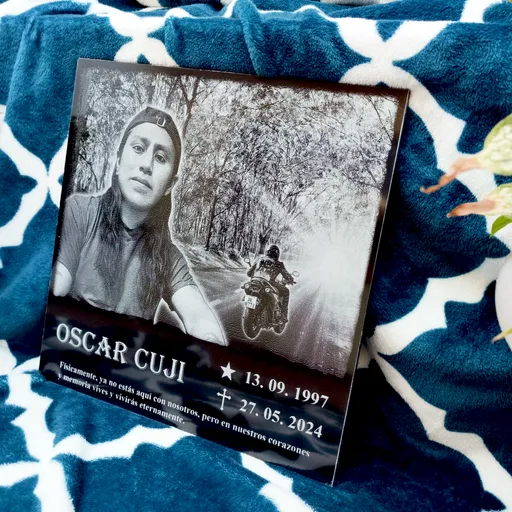 OSCAR CUJI
★ 13. 09. 1997
✝ 27. 05. 2024
Físicamente, ya no estás aquí con nosotros, pero en nuestros corazones
y memoria vives y vivirás eternamente.